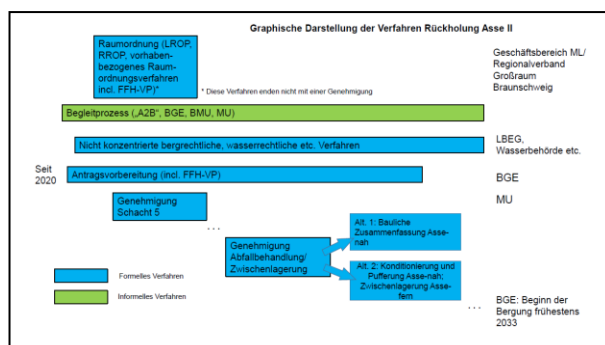 Graphische Darstellung der Verfahren Rückholung Asse II
Raumordnung (LROP,
RROP, vorhaben-
bezogenes Raum-
ordnungsverfahren
incl. FFH-VP)*
* Diese Verfahren enden nicht mit einer Genehmigung
Geschäftsbereich ML/
Regionalverband
Großraum
Braunschweig
Begleitprozess („A2B“, BGE, BMU, MU)
Nicht konzentrierte bergrechtliche, wasserrechtliche etc. Verfahren
LBEG,
Wasserbehörde etc.
Seit
2020
Antragsvorbereitung (incl. FFH-VP)
BGE
Genehmigung
Schacht 5
MU
...
Genehmigung
Abfallbehandlung/
Zwischenlagerung
Alt. 1: Bauliche
Zusammenfassung Asse-
nah
Alt. 2: Konditionierung und
Pufferung Asse-nah;
Zwischenlagerung Asse-
fern
Formelles Verfahren
Informelles Verfahren
...
BGE: Beginn der
Bergung frühestens
2033